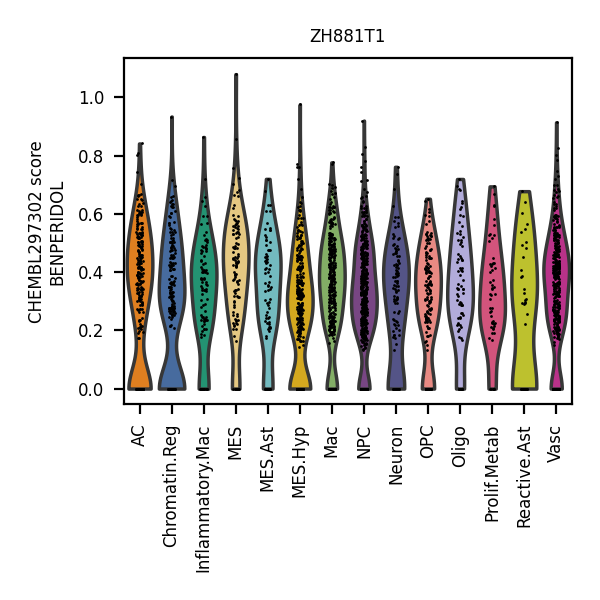 ZH881T1
CHEMBL297302 score
BENPERIDOL
1.0
0.8
0.6
0.4
0.2
0.0
AC
Chromatin.Reg
Inflammatory.Mac
MES
MES.Ast
MES.Hyp
Mac
NPC
Neuron
OPC
Oligo
Prolif.Metab
Reactive.Ast
Vasc